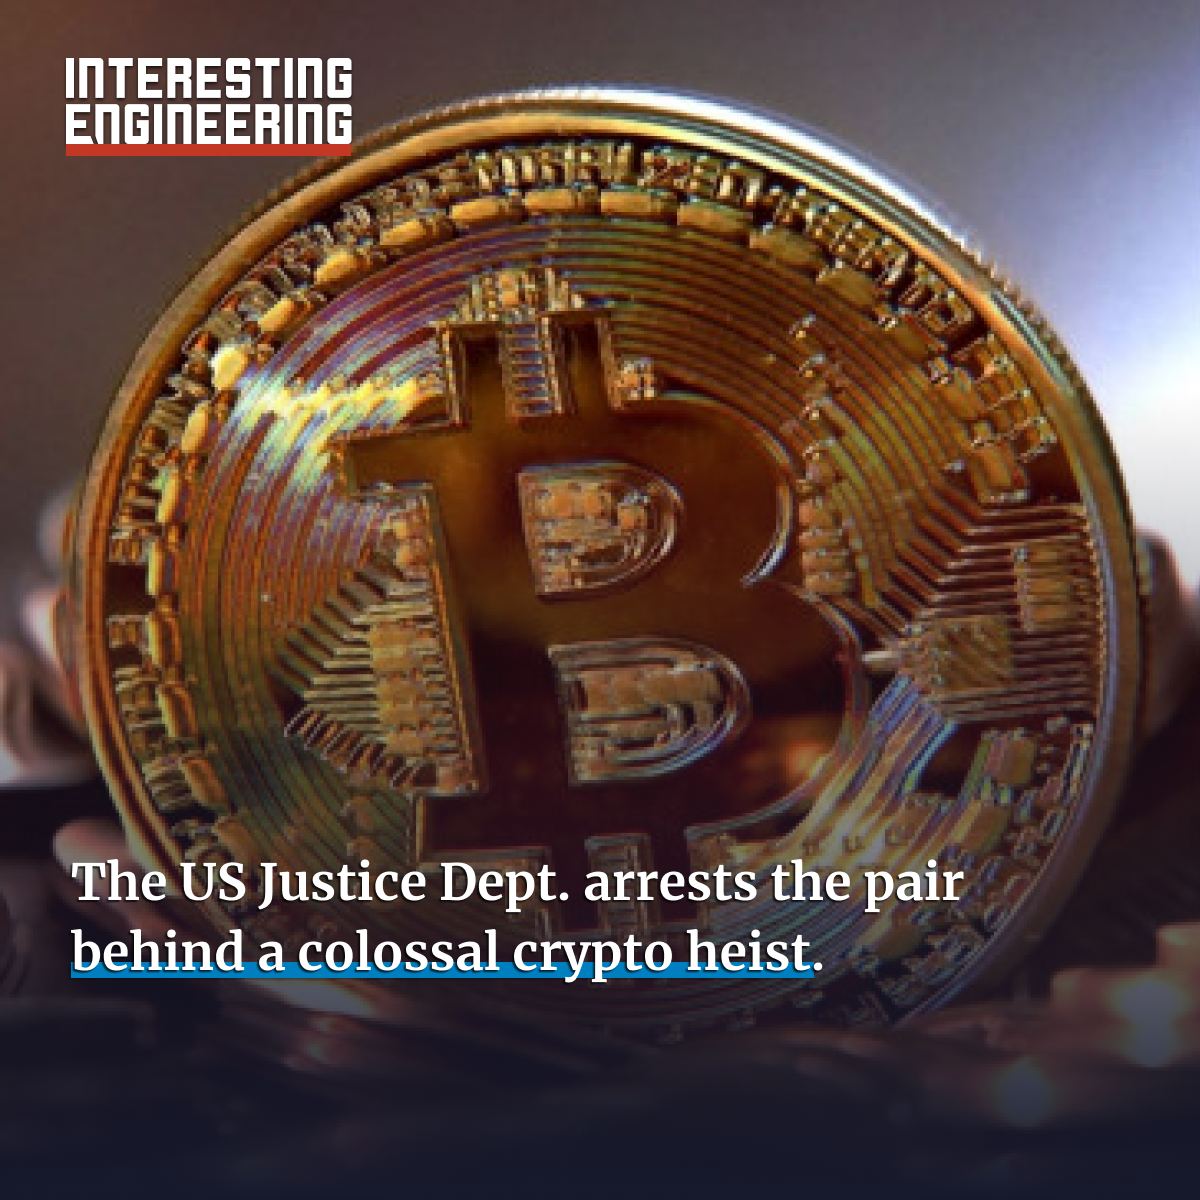 INTERESTING
ENGINEERING
The US Justice Dept. arrests the pair
behind a colossal crypto heist.